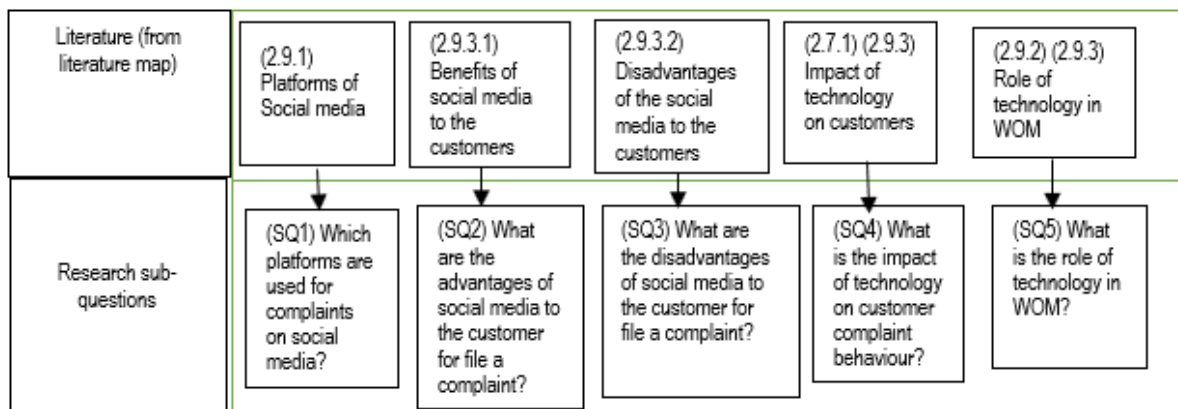 Literature (from
literature map)
(2.9.1)
Platforms of
Social media
(2.9.3.1)
Benefits of
social media
to the
customers
(2.9.3.2)
Disadvantages
of the social
media to the
customers
(2.7.1) (2.9.3)
Impact of
technology
on customers
(2.9.2) (2.9.3)
Role of
technology in
WOM
Research sub-
questions
(SQ1) Which
platforms are
used for
complaints
on social
media?
(SQ2) What
are the
advantages of
social media to
the customer
for file a
complaint?
(SQ3) What are
the disadvantages
of social media to
the customer for
file a complaint?
(SQ4) What
is the impact
of technology
on customer
complaint
behaviour?
(SQ5) What
is the role of
technology in
WOM?